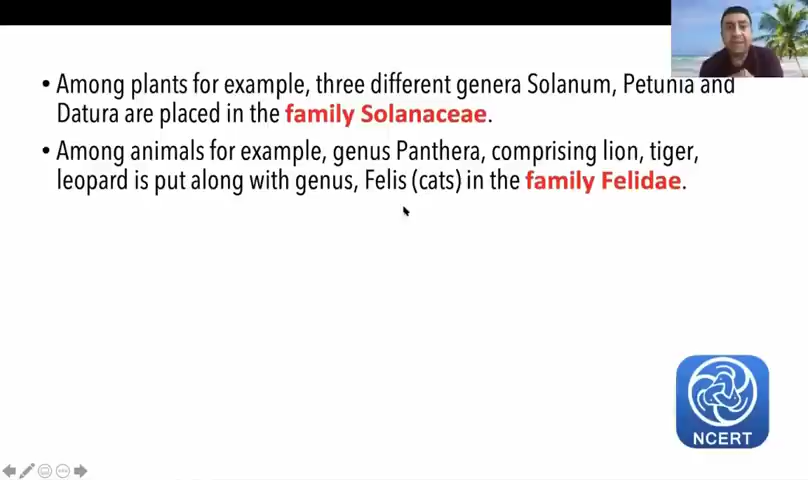 • Among plants for example, three different genera Solanum, Petunia and
Datura are placed in the family Solanaceae.
• Among animals for example, genus Panthera, comprising lion, tiger,
leopard is put along with genus, Felis (cats) in the family Felidae.
NCERT